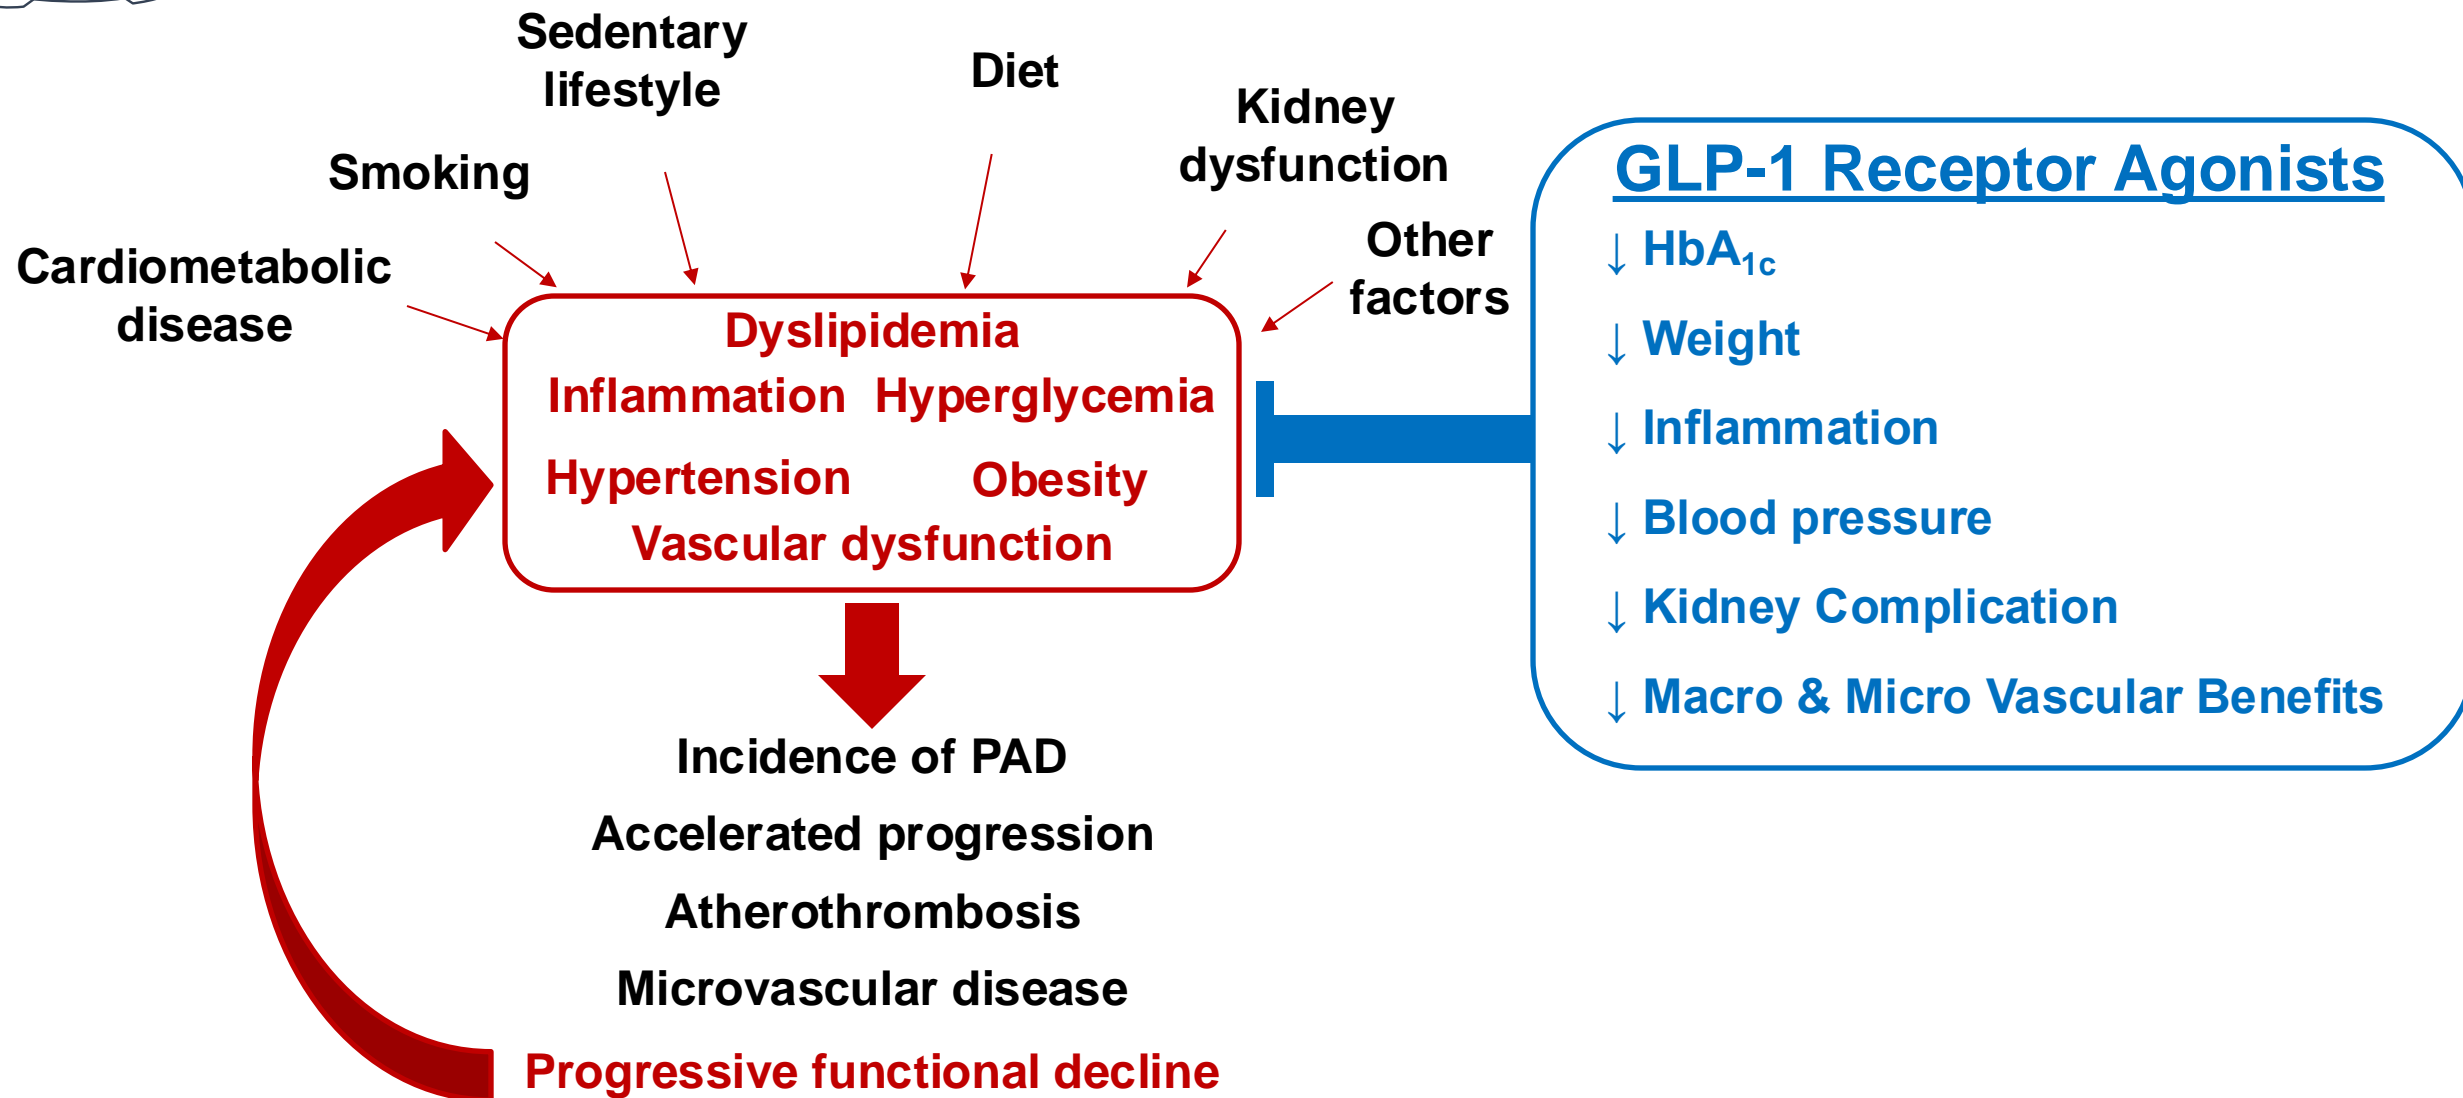 Sedentary
lifestyle
Diet
Kidney
dysfunction
Smoking
Other
factors
Cardiometabolic
disease
Dyslipidemia
Inflammation Hyperglycemia
Hypertension Obesity
Vascular dysfunction
Incidence of PAD
Accelerated progression
Atherothrombosis
Microvascular disease
Progressive functional decline
GLP-1 Receptor Agonists
↓ HbA1c
↓ Weight
↓ Inflammation
↓ Blood pressure
↓ Kidney Complication
↓ Macro & Micro Vascular Benefits